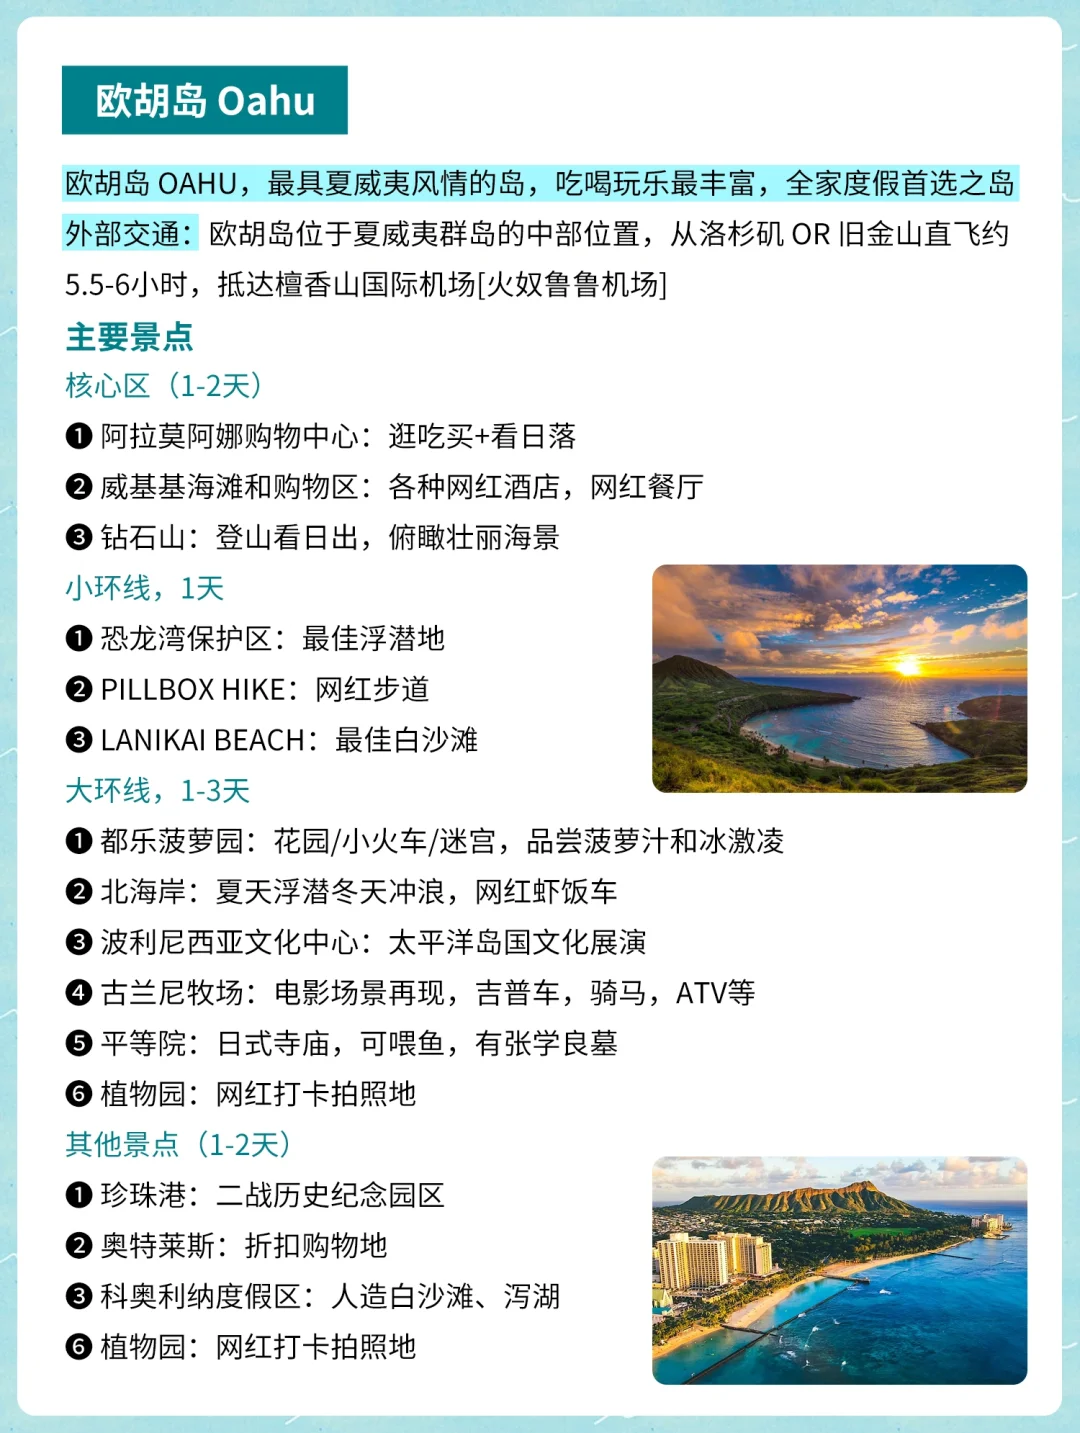 欧胡岛 Oahu
欧胡岛 OAHU，最具夏威夷风情的岛，吃喝玩乐最丰富，全家度假首选之岛
外部交通：欧胡岛位于夏威夷群岛的中部位置，从洛杉矶 OR 旧金山直飞约
5.5-6小时，抵达檀香山国际机场[火奴鲁鲁机场]
主要景点
核心区（1-2天）
❶ 阿拉莫阿娜购物中心：逛吃买+看日落
❷ 威基基海滩和购物区：各种网红酒店，网红餐厅
❸ 钻石山：登山看日出，俯瞰壮丽海景
小环线，1天
❶ 恐龙湾保护区：最佳浮潜地
❷ PILLBOX HIKE：网红步道
❸ LANIKAI BEACH：最佳白沙滩
大环线，1-3天
❶ 都乐菠萝园：花园/小火车/迷宫，品尝菠萝汁和冰激凌
❷ 北海岸：夏天浮潜冬天冲浪，网红虾饭车
❸ 波利尼西亚文化中心：太平洋岛国文化展演
❹ 古兰尼牧场：电影场景再现，吉普车，骑马，ATV等
❺ 平等院：日式寺庙，可喂鱼，有张学良墓
❻ 植物园：网红打卡拍照地
其他景点（1-2天）
❶ 珍珠港：二战历史纪念园区
❷ 奥特莱斯：折扣购物地
❸ 科奥利纳度假区：人造白沙滩、泻湖
❻ 植物园：网红打卡拍照地